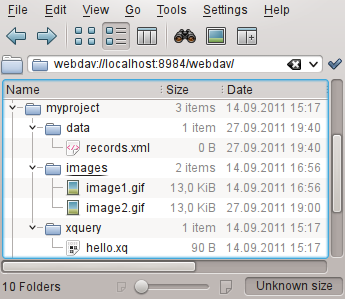 File Edit View Go Tools Settings Help
webdav://localhost:8984/webdav/
Name Size Date
myproject 3 items 14.09.2011 15:17
data 1 item 27.09.2011 19:40
records.xml 0 B 27.09.2011 19:40
images 2 items 14.09.2011 16:56
image1.gif 13,0 KiB 14.09.2011 16:56
image2.gif 13,0 KiB 27.09.2011 19:00
xquery 1 item 14.09.2011 15:17
hello.xq 90 B 14.09.2011 15:17
10 Folders Unknown size